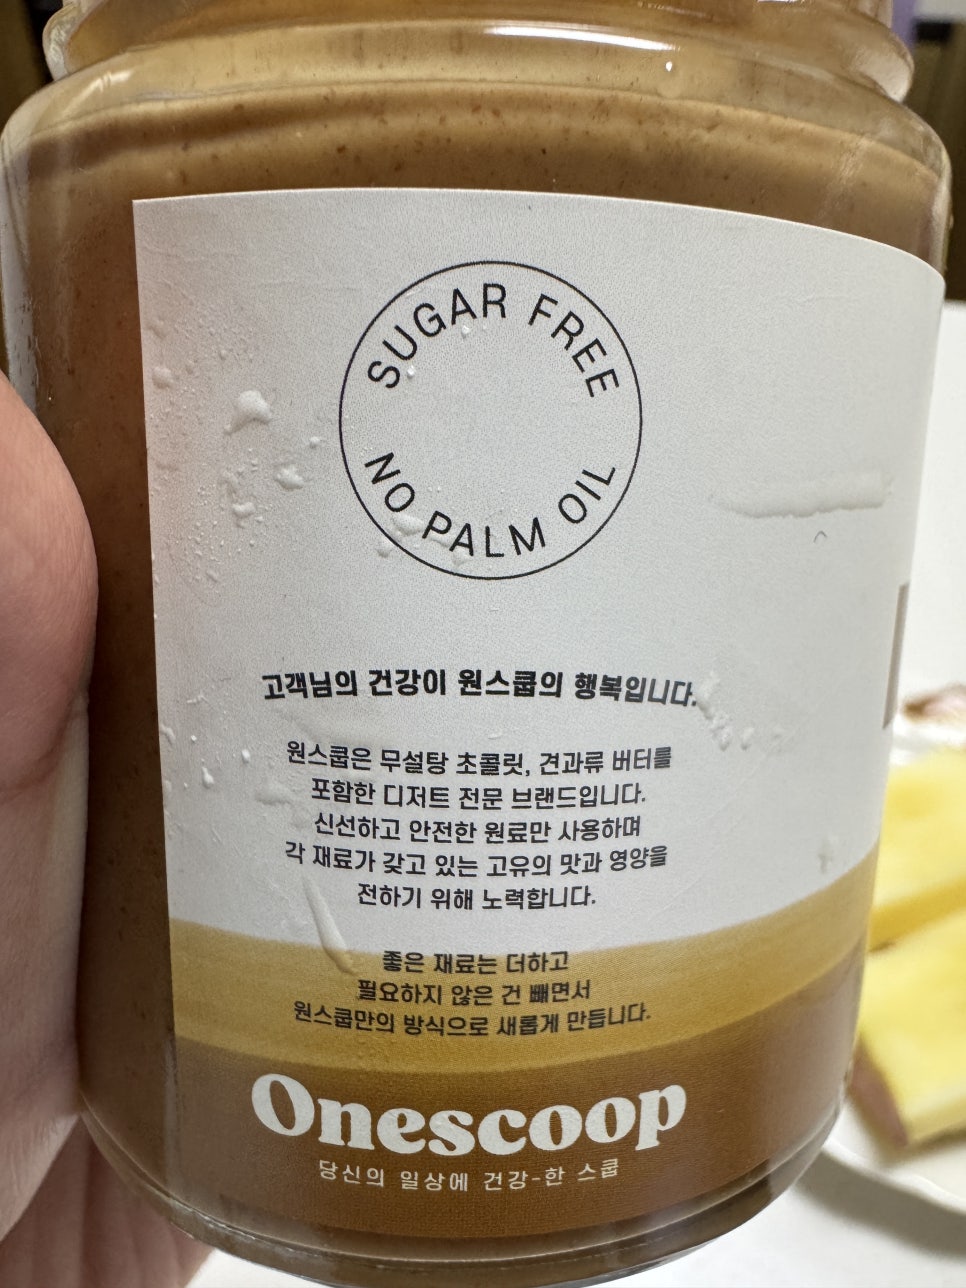 SUGAR FREE
NO PALM OIL
고객님의 건강이 원스쿱의 행복입니다.
원스쿱은 무설탕 초콜릿, 견과류 버터를
포함한 디저트 전문 브랜드입니다.
신선하고 안전한 원료만 사용하며
각 재료가 갖고 있는 고유의 맛과 영양을
전하기 위해 노력합니다.
좋은 재료는 더하고
필요하지 않은 건 빼면서
원스쿱만의 방식으로 새롭게 만듭니다.
Onescoop
당신의 일상에 건강-한 스쿱